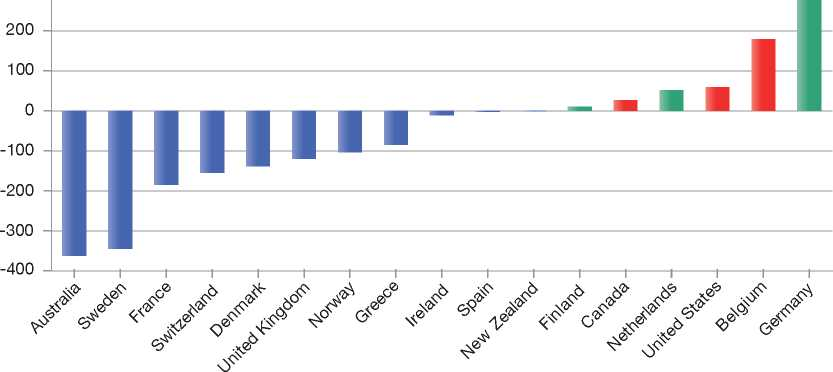 200
100
0
-100
-200
-300
-400
Australia
Sweden
France
Switzerland
Denmark
United Kingdom
Norway
Greece
Ireland
Spain
New Zealand
Finland
Canada
Netherlands
United States
Belgium
Germany